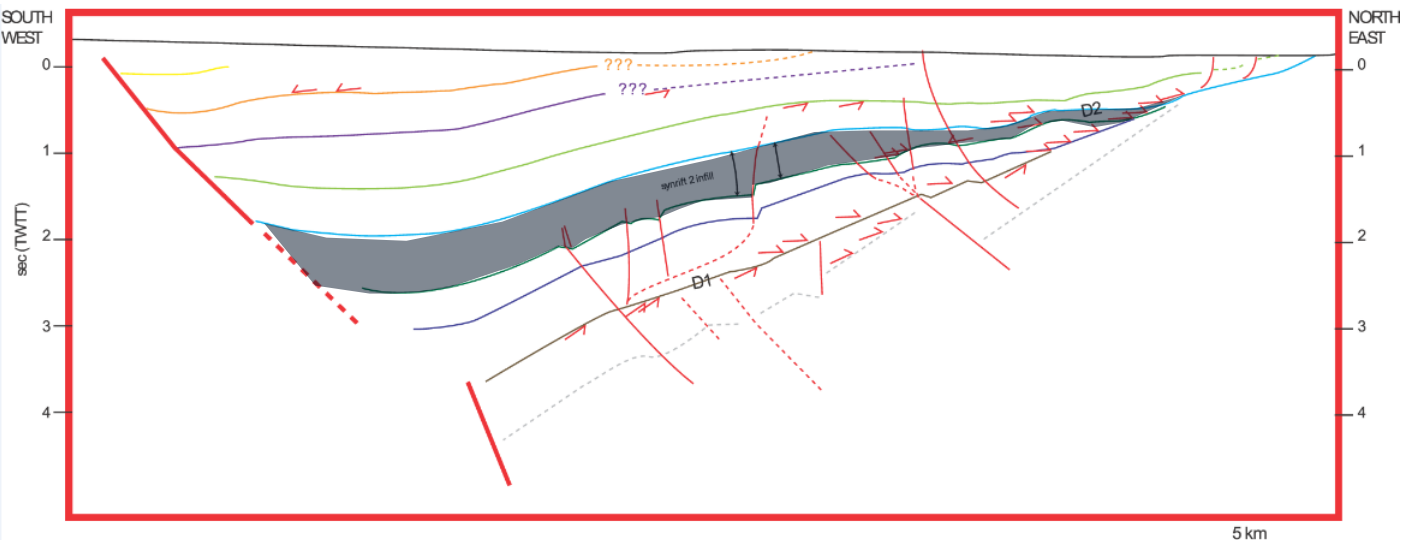 SOUTH
WEST
NORTH
EAST
0
???
0
???
D2
1
1
synrift 2 infill
sec (TWTT)
2
2
D1
3
3
4
4
5 km